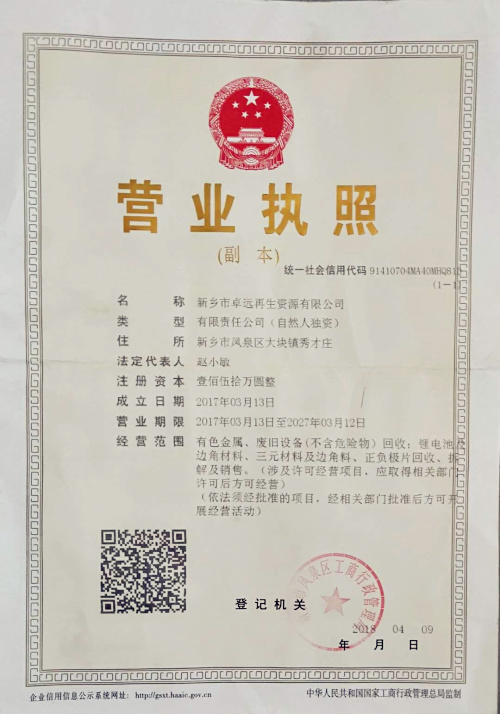 营业执照
(副 本)
统一社会信用代码 91410704MA40MHQ81
(1-1)
名 称 新乡市卓远再生资源有限公司
类 型 有限责任公司（自然人独资）
住 所 新乡市凤泉区大块镇秀才庄
法定代表人 赵小敏
注册资本 壹佰伍拾万圆整
成立日期 2017年03月13日
营业期限 2017年03月13日至2027年03月12日
经营范围 有色金属、废旧设备(不含危险物）回收；锂电池及
边角材料、三元材料及边角料、正负极片回收、拆
解及销售。（涉及许可经营项目，应取得相关部门
许可后方可经营）
（依法须经批准的项目，经相关部门批准后方可开
展经营活动）
凤泉区工商行政管理
登记机关
2018 04 09
年 月 日
企业信用信息公示系统网址：http://gsxt.haaic.gov.cn
中华人民共和国国家工商行政管理总局监制